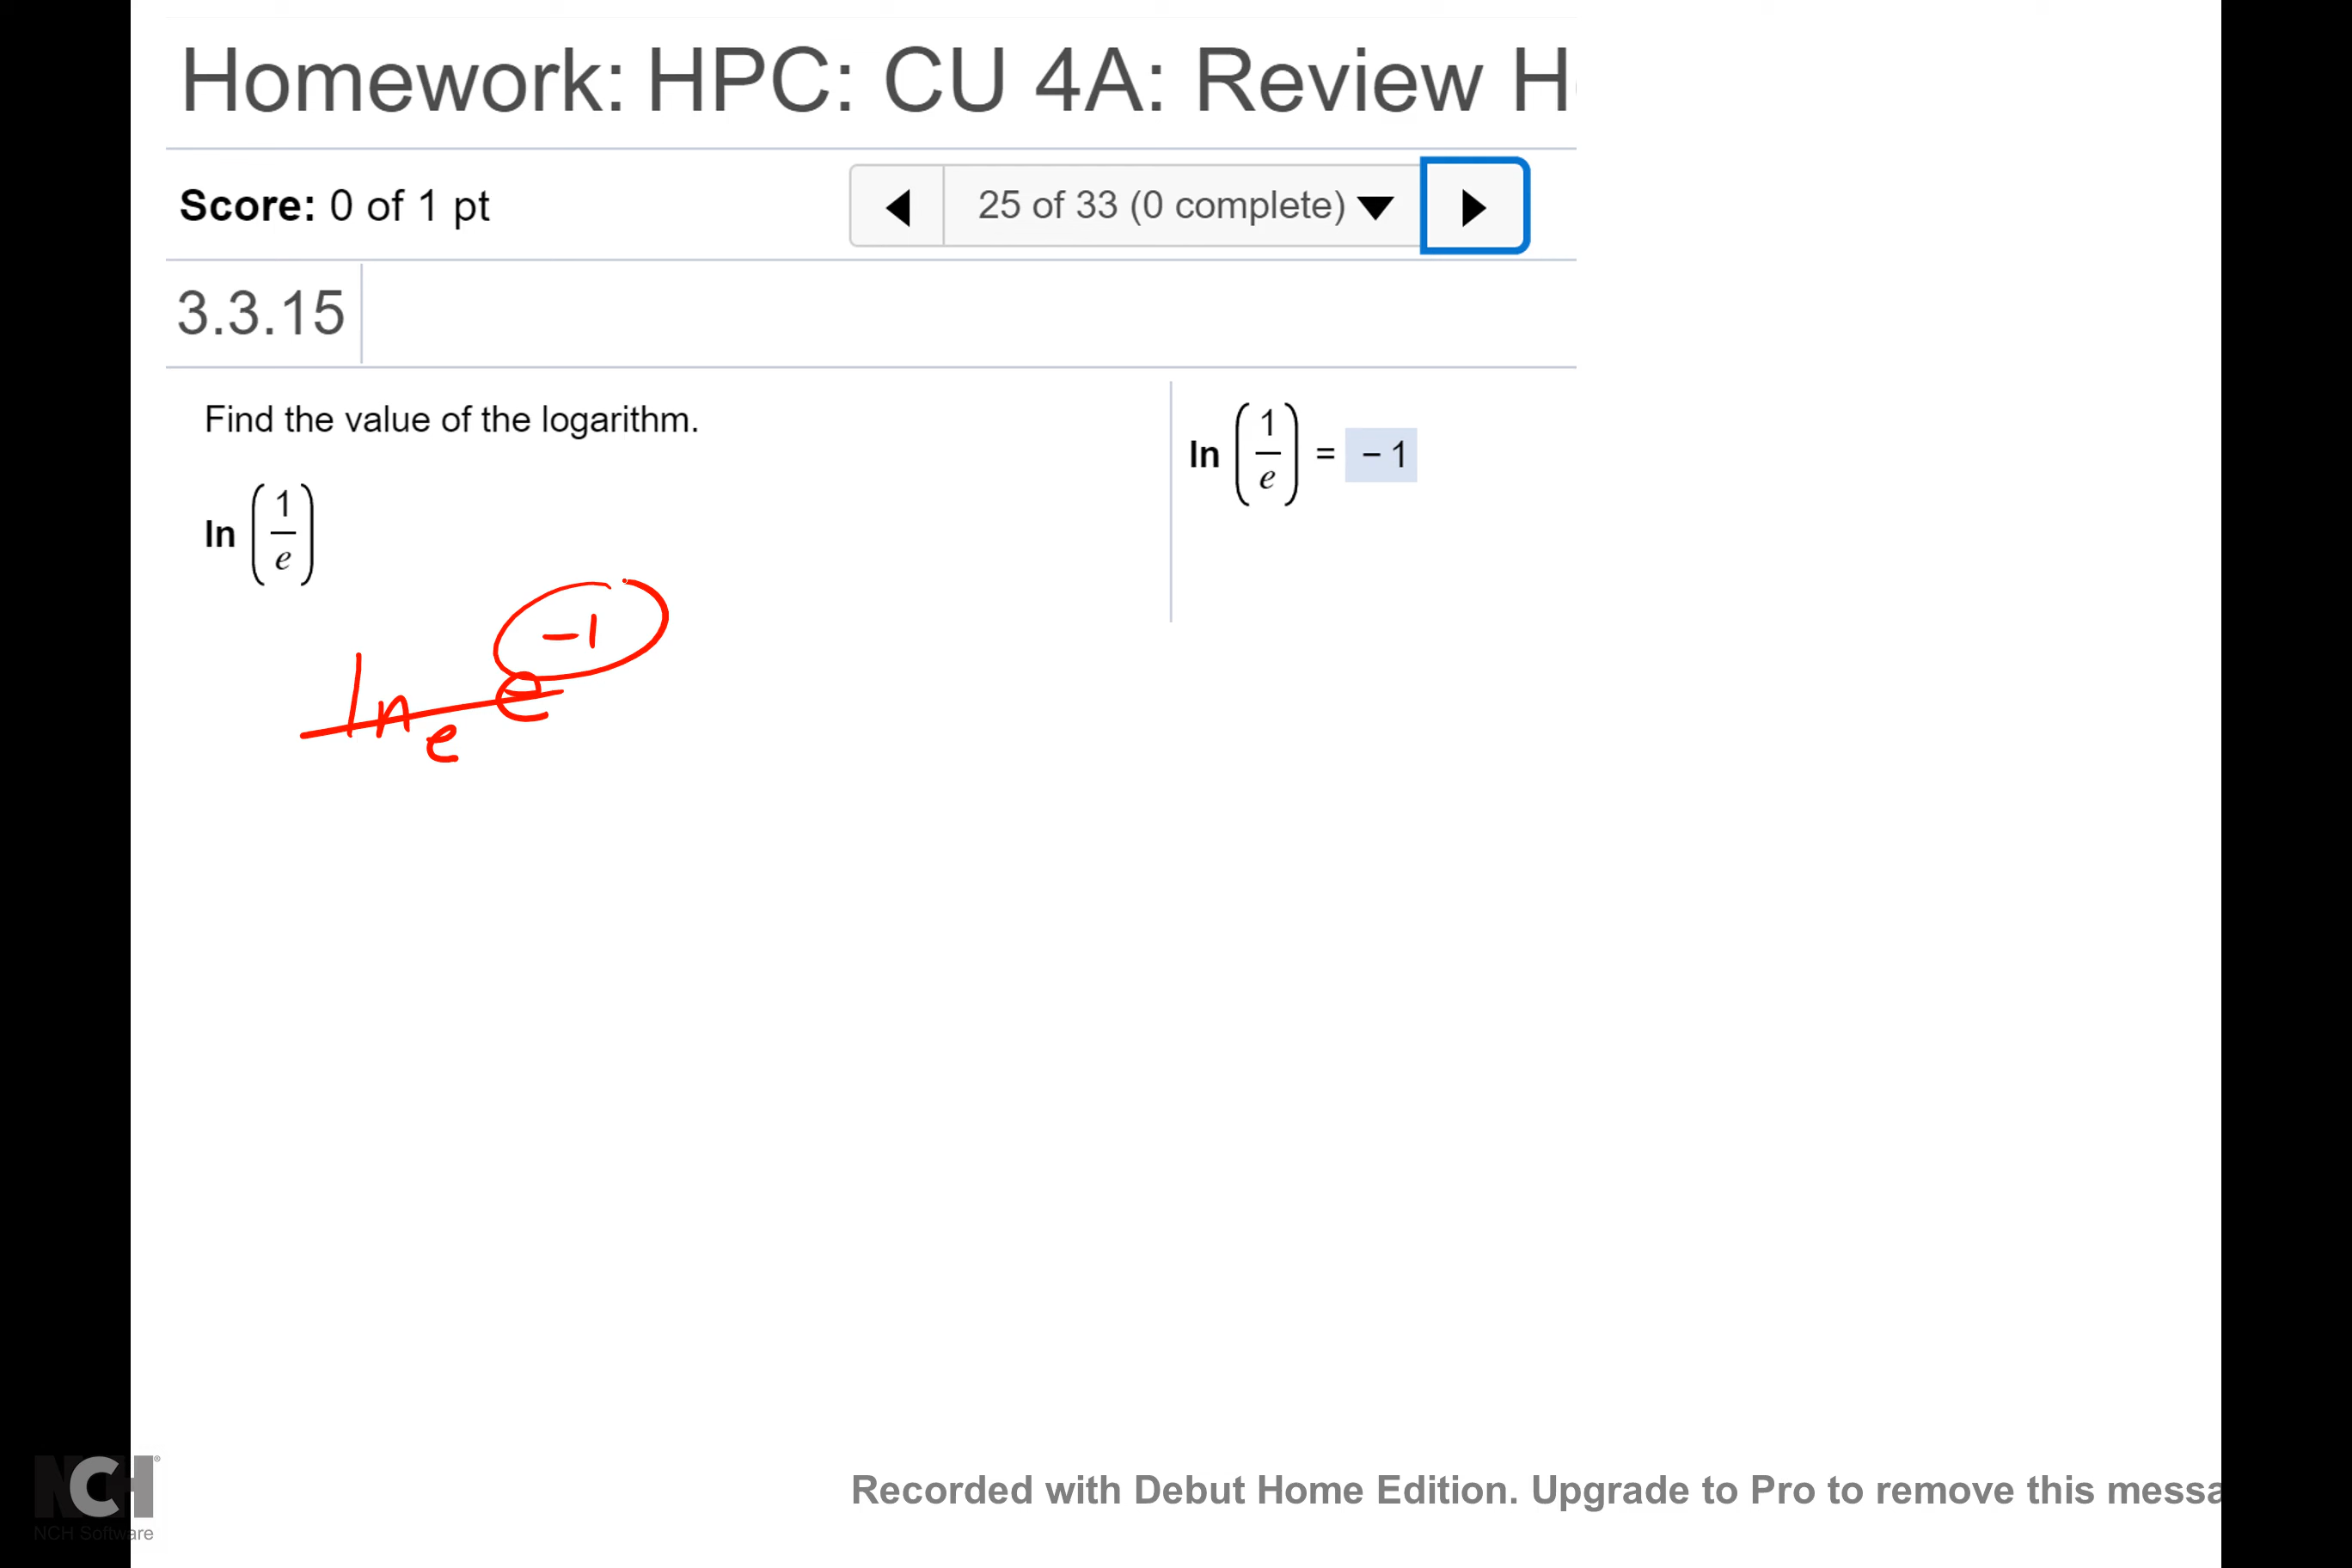 Homework: HPC: CU 4A: Review H
Score: 0 of 1 pt
25 of 33 (0 complete)
3.3.15
Find the value of the logarithm.
ln (1/e)
ln (1/e) = − 1
ln_e e^-1
NCH®
NCH Software
Recorded with Debut Home Edition. Upgrade to Pro to remove this messa